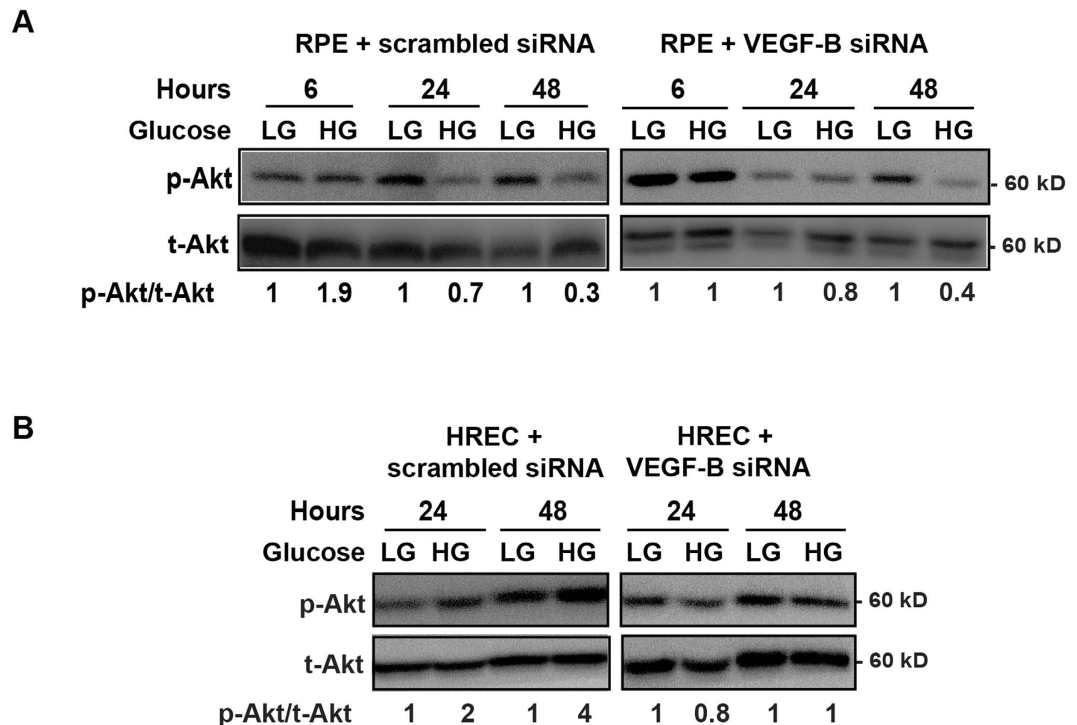 A
RPE + scrambled siRNA RPE + VEGF-B siRNA
Hours 6 24 48 6 24 48
Glucose LG HG LG HG LG HG LG HG LG HG LG HG
p-Akt - 60 kD
t-Akt - 60 kD
p-Akt/t-Akt 1 1.9 1 0.7 1 0.3 1 1 1 0.8 1 0.4
B
HREC + HREC +
scrambled siRNA VEGF-B siRNA
Hours 24 48 24 48
Glucose LG HG LG HG LG HG LG HG
p-Akt - 60 kD
t-Akt - 60 kD
p-Akt/t-Akt 1 2 1 4 1 0.8 1 1